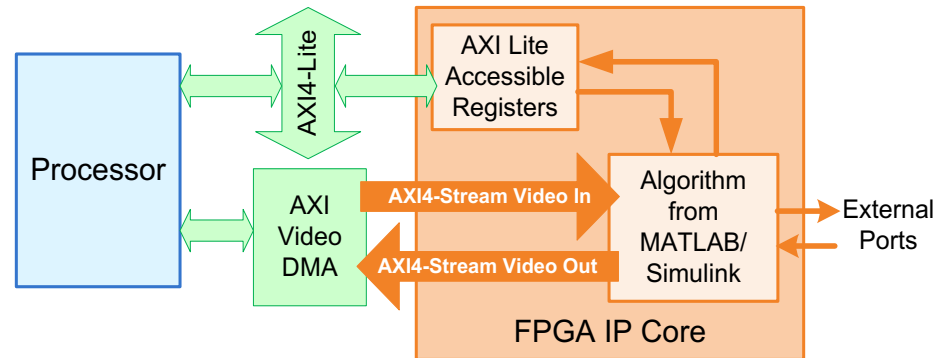 Processor
AXI4-Lite
AXI
Video
DMA
AXI Lite
Accessible
Registers
AXI4-Stream Video In
AXI4-Stream Video Out
Algorithm
from
MATLAB/
Simulink
External
Ports
FPGA IP Core